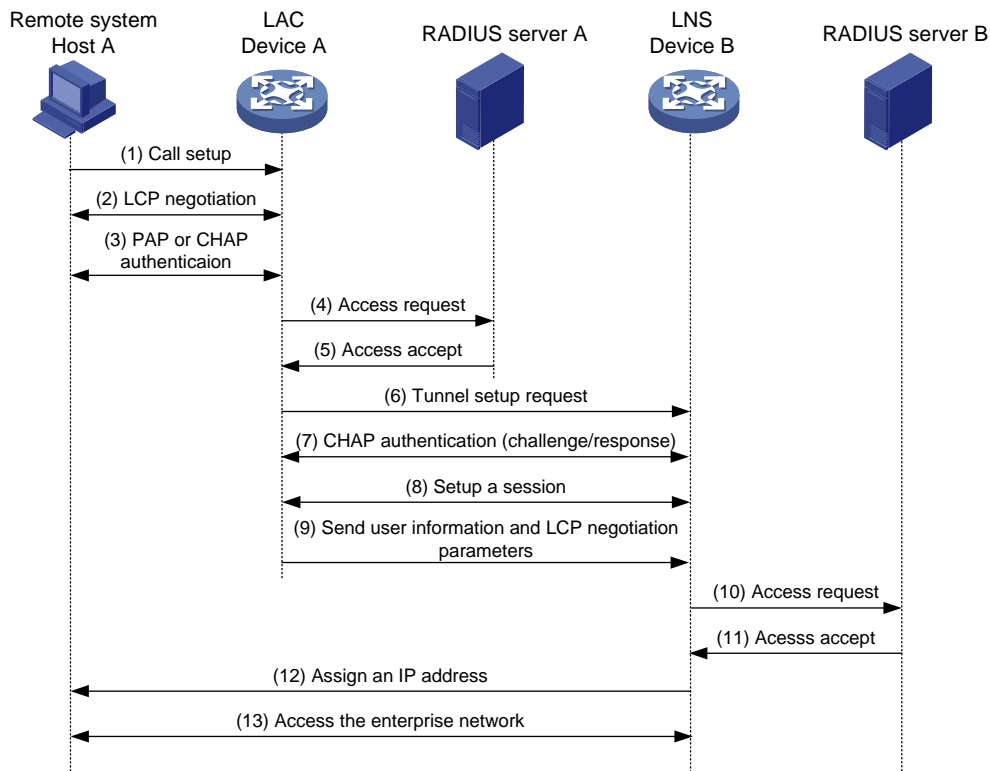 Remote system
Host A
LAC
Device A
RADIUS server A
LNS
Device B
RADIUS server B
(1) Call setup
(2) LCP negotiation
(3) PAP or CHAP
authenticaion
(4) Access request
(5) Access accept
(6) Tunnel setup request
(7) CHAP authentication (challenge/response)
(8) Setup a session
(9) Send user information and LCP negotiation
parameters
(10) Access request
(11) Acesss accept
(12) Assign an IP address
(13) Access the enterprise network